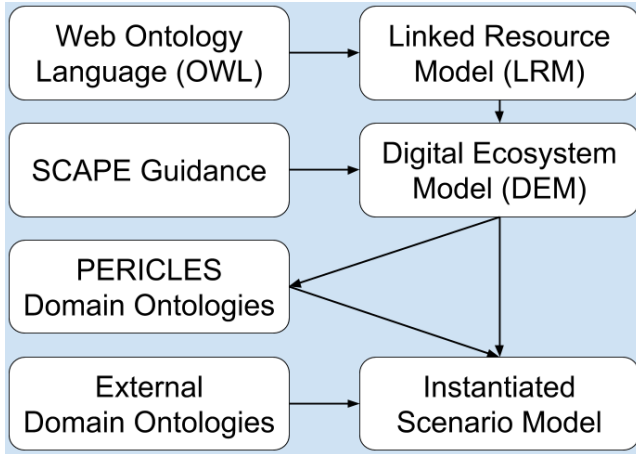 Web Ontology
Language (OWL)
Linked Resource
Model (LRM)
SCAPE Guidance
Digital Ecosystem
Model (DEM)
PERICLES
Domain Ontologies
External
Domain Ontologies
Instantiated
Scenario Model